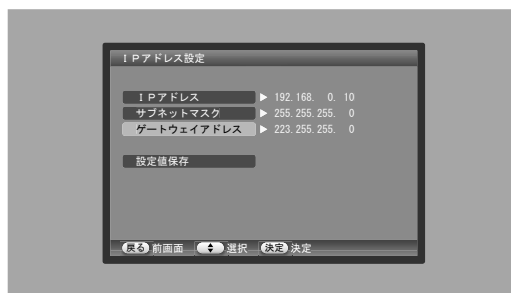 ＩＰアドレス設定
ＩＰアドレス ▶ 192.168.  0. 10
サブネットマスク ▶ 255.255.255.  0
ゲートウェイアドレス ▶ 223.255.255.  0
設定値保存
戻る 前画面 選択 決定 決定